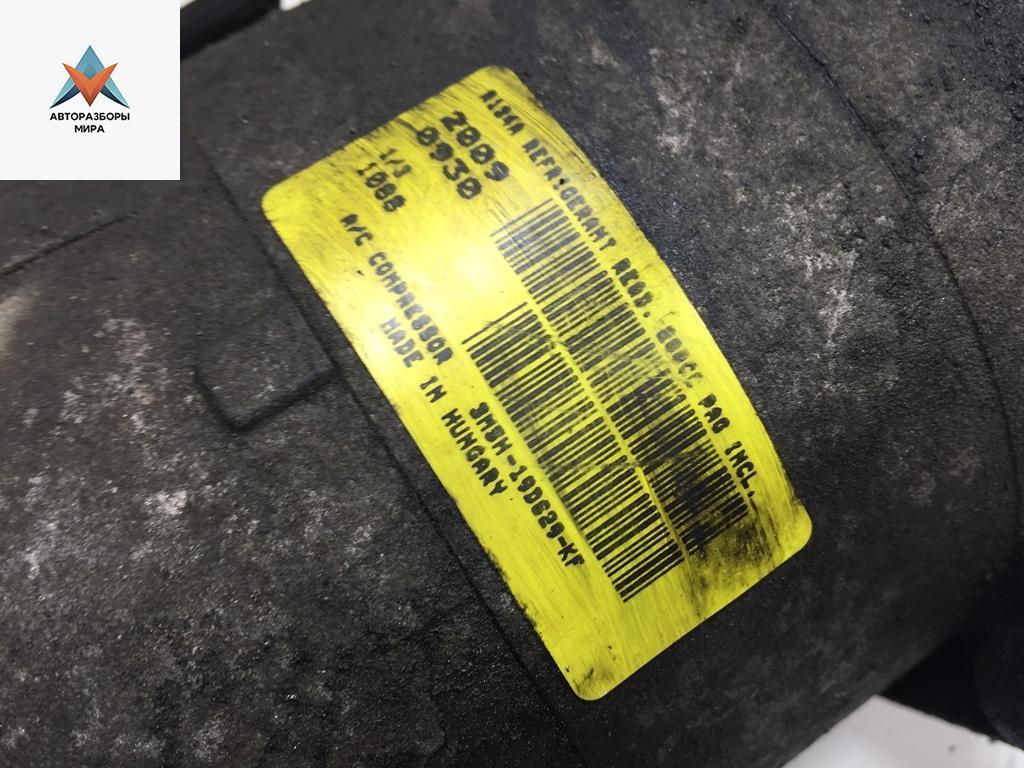 АВТОРАЗБОРЫ
МИРА
R134A REFRIGERANT REQD. 200CC PAG INCL.
2009
0930
1/3
1088
A/C COMPRESSOR
MADE IN HUNGARY
3M5H-19D629-KF